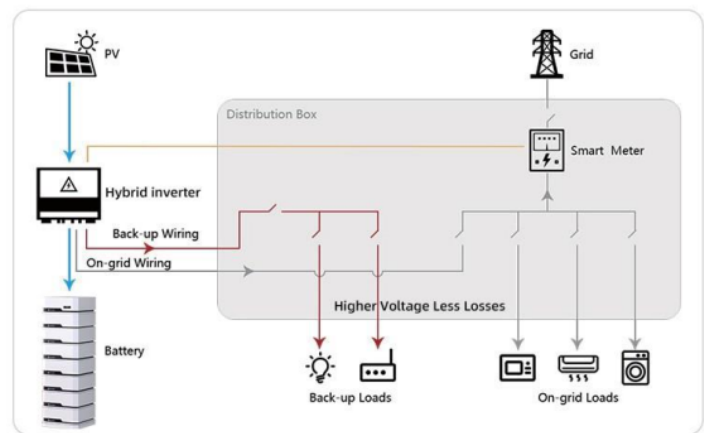 PV
Grid
Distribution Box
Smart Meter
Hybrid inverter
Back-up Wiring
On-grid Wiring
Higher Voltage Less Losses
Battery
Back-up Loads
On-grid Loads